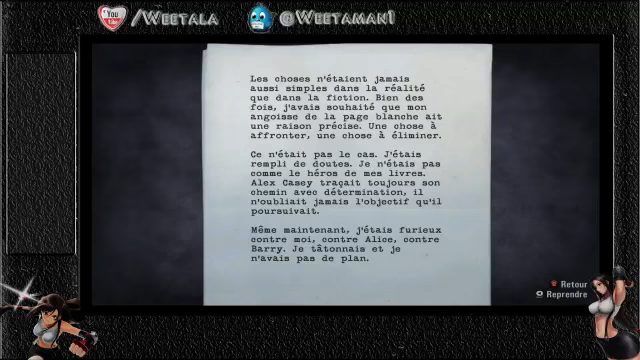 You
Tube
/Weetala
@Weetaman1
Les choses n'étaient jamais
aussi simples dans la réalité
que dans la fiction. Bien des
fois, j'avais souhaité que mon
angoisse de la page blanche ait
une raison précise. Une chose à
affronter, une chose à éliminer.
Ce n'était pas le cas. J'étais
rempli de doutes. Je n'étais pas
comme le héros de mes livres.
Alex Casey traçait toujours son
chemin avec détermination, il
n'oubliait jamais l'objectif qu'il
poursuivait.
Même maintenant, j'étais furieux
contre moi, contre Alice, contre
Barry. Je tâtonnais et je
n'avais pas de plan.
Retour
Reprendre